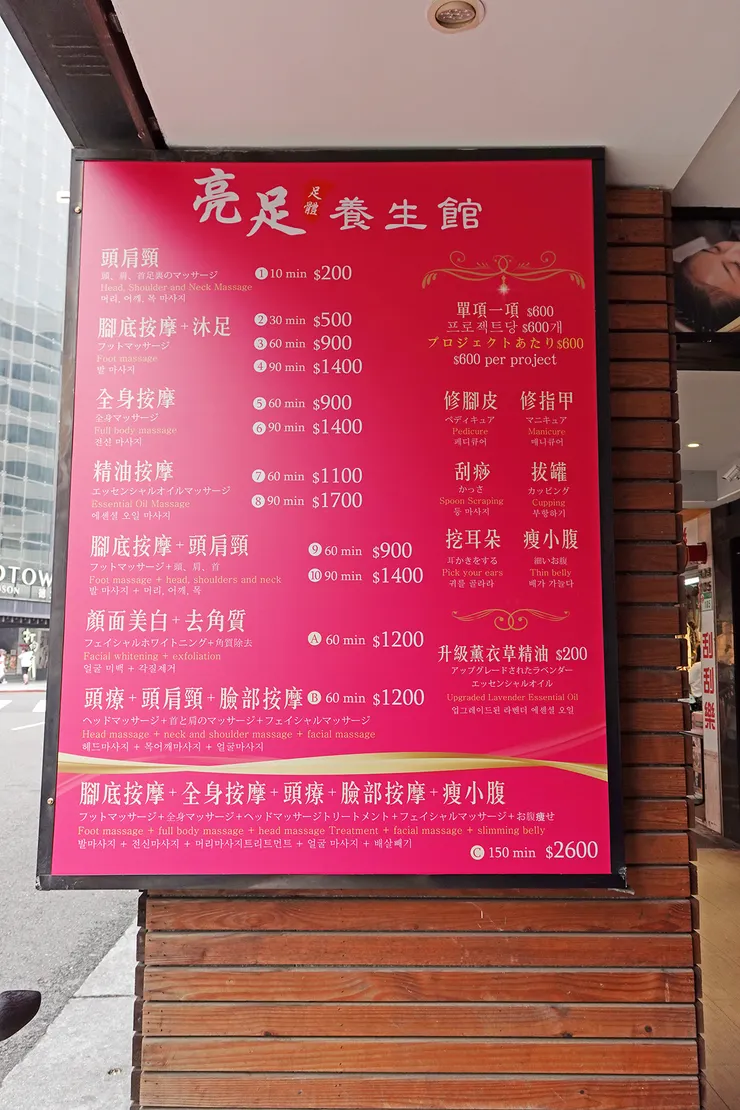 亮足 足體 養生館
頭肩頸
頭、肩、首足裏のマッサージ
Head, Shoulder and Neck Massage
머리, 어깨, 목 마사지
1 10 min $200
腳底按摩+沐足
フットマッサージ
Foot massage
발 마사지
2 30 min $500
3 60 min $900
4 90 min $1400
全身按摩
全身マッサージ
Full body massage
전신 마사지
5 60 min $900
6 90 min $1400
精油按摩
エッセンシャルオイルマッサージ
Essential Oil Massage
에센셜 오일 마사지
7 60 min $1100
8 90 min $1700
腳底按摩+頭肩頸
フットマッサージ+頭、肩、首
Foot massage + head, shoulders and neck
발 마사지 + 머리, 어깨, 목
9 60 min $900
10 90 min $1400
顏面美白+去角質
フェイシャルホワイトニング+角質除去
Facial whitening + exfoliation
얼굴 미백 + 각질제거
A 60 min $1200
頭療+頭肩頸+臉部按摩 B 60 min $1200
ヘッドマッサージ+首と肩のマッサージ+フェイシャルマッサージ
Head massage + neck and shoulder massage + facial massage
헤드마사지 + 목어깨마사지 + 얼굴마사지
單項一項 $600
프로젝트당 $600개
プロジェクトあたり$600
$600 per project
修腳皮 修指甲
ペディキュア マニキュア
Pedicure Manicure
페디큐어 매니큐어
刮痧 拔罐
かっさ カッピング
Spoon Scraping Cupping
등 마사지 부항하기
挖耳朵 瘦小腹
耳かきをする 細いお腹
Pick your ears Thin belly
귀를 골라라 배가 가늘다
升級薰衣草精油 $200
アップグレードされたラベンダー
エッセンシャルオイル
Upgraded Lavender Essential Oil
업그레이드된 라벤더 에센셜 오일
腳底按摩+全身按摩+頭療+臉部按摩+瘦小腹
フットマッサージ+全身マッサージ+ヘッドマッサージトリートメント+フェイシャルマッサージ+お腹痩せ
Foot massage + full body massage + head massage Treatment + facial massage + slimming belly
발마사지 + 전신마사지 + 머리마사지트리트먼트 + 얼굴 마사지 + 배살빼기
C 150 min $2600
刮刮樂